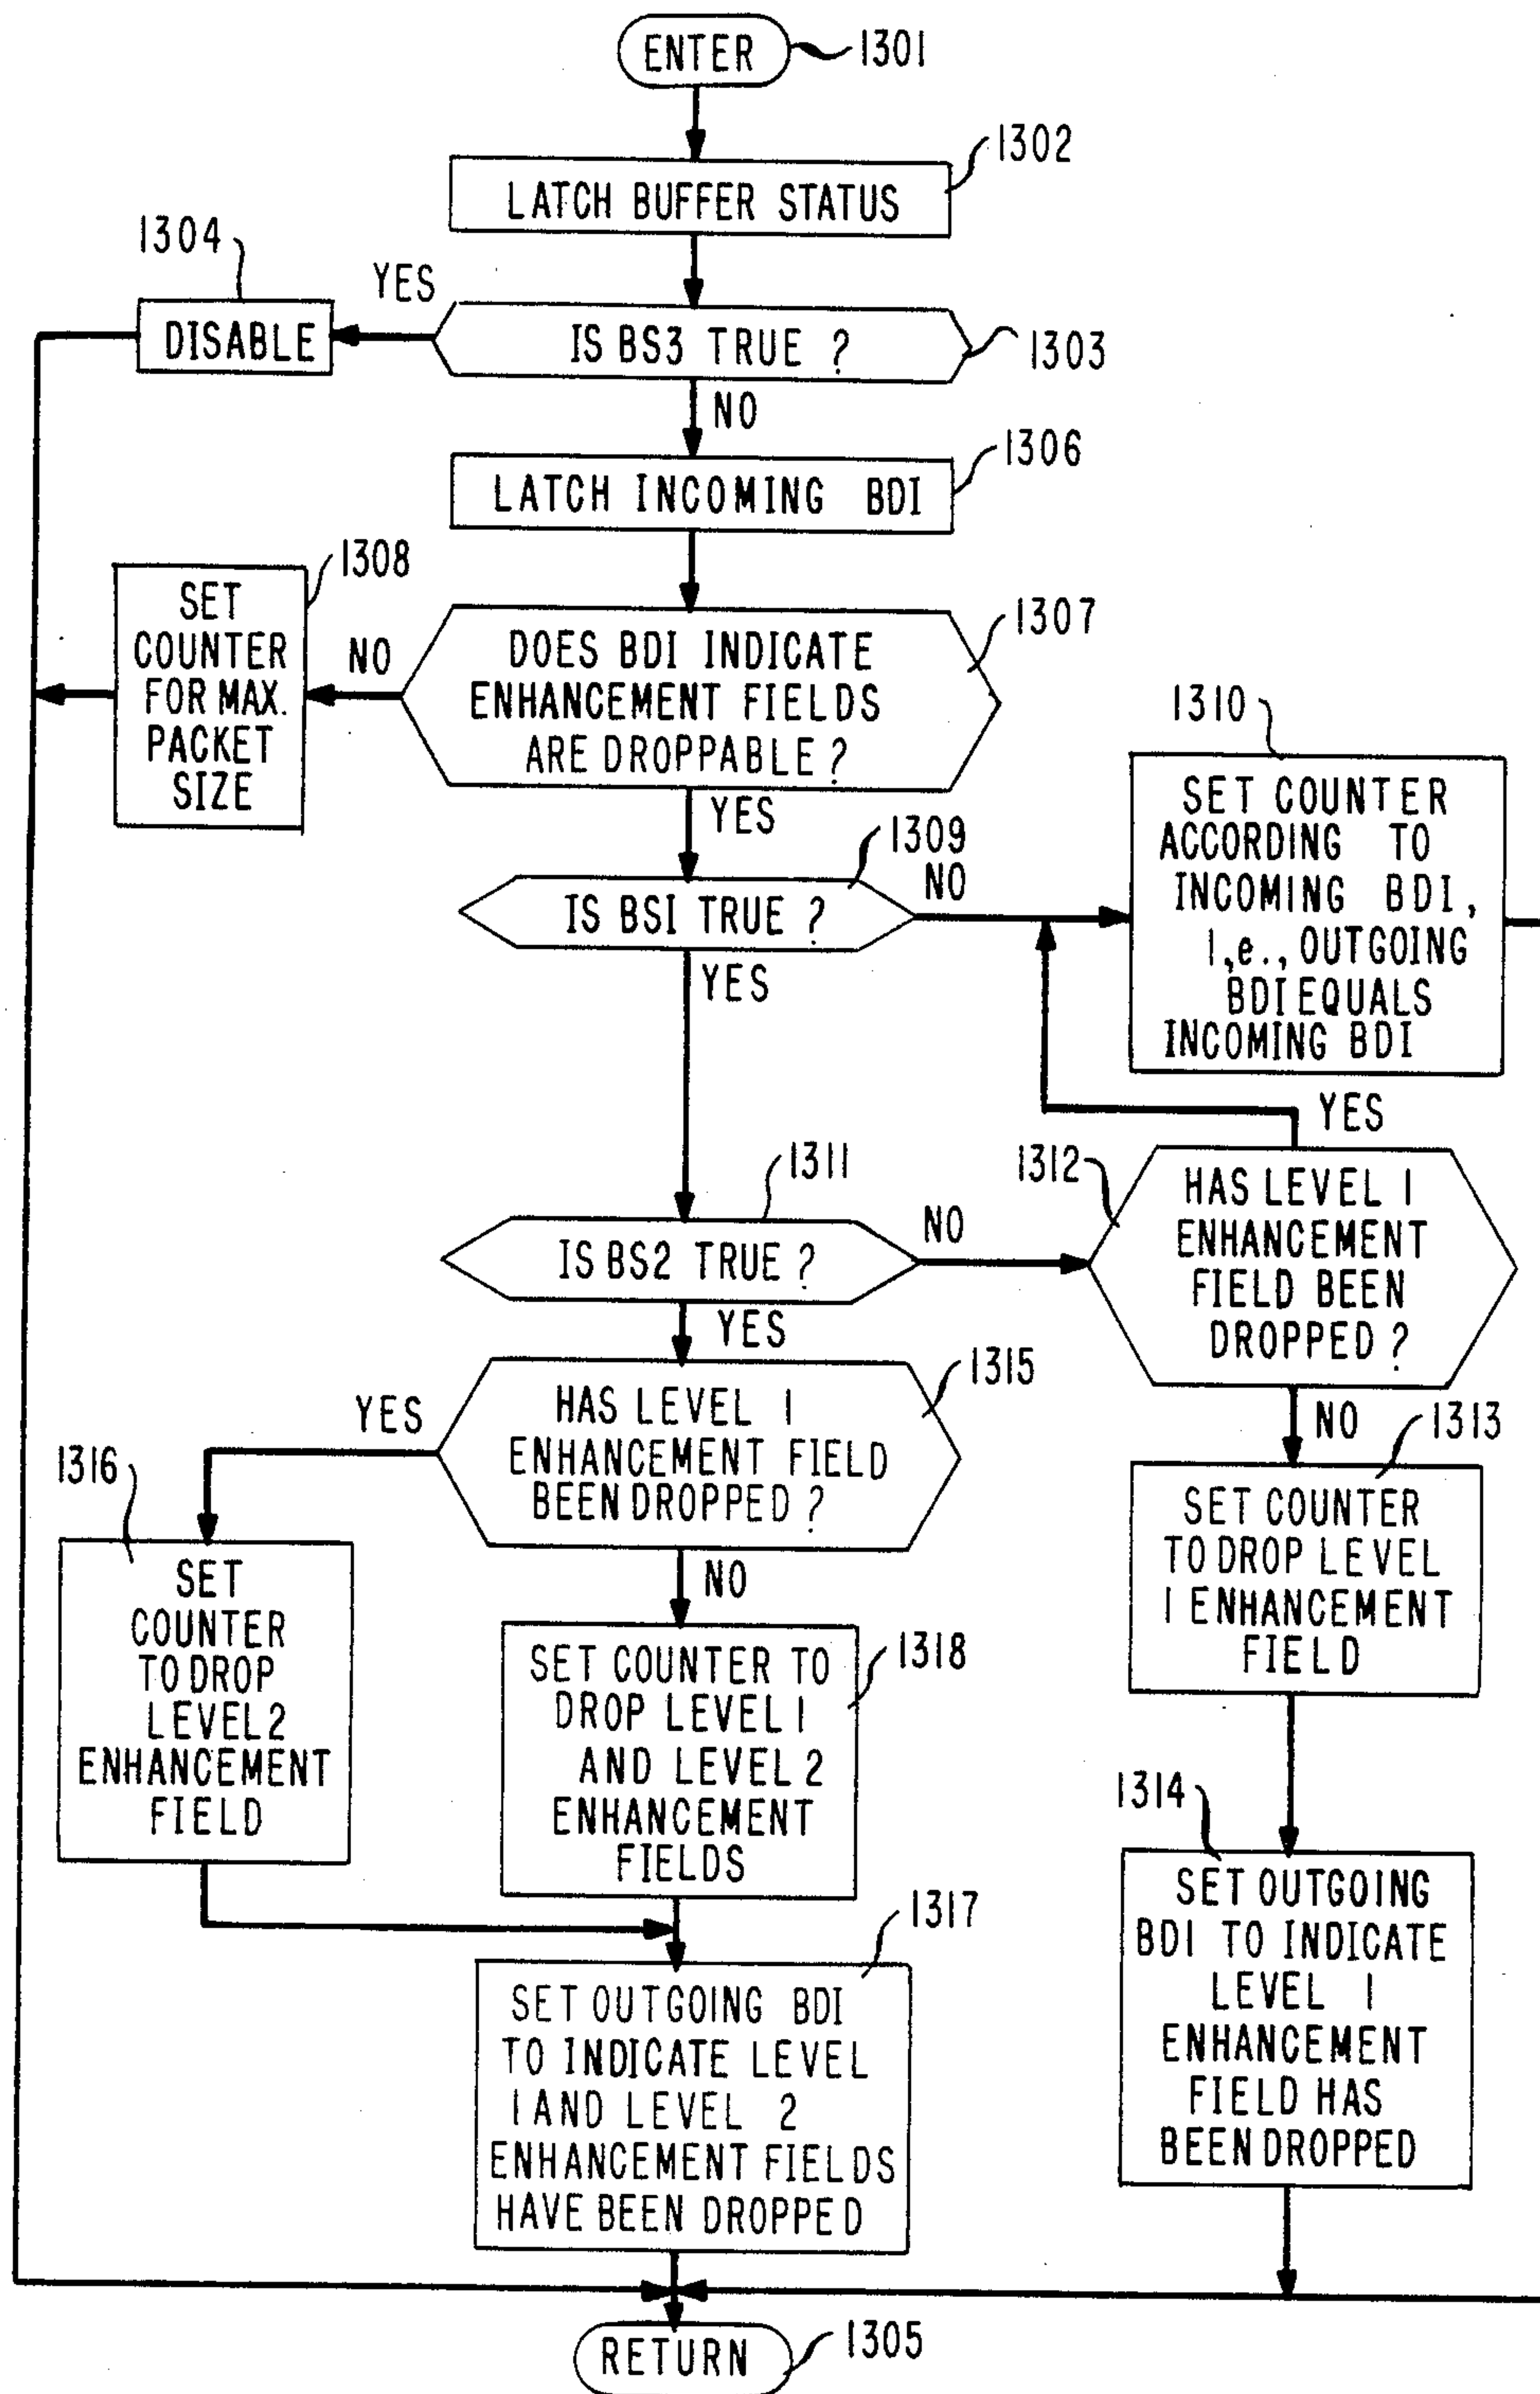 ENTER
1301
1302
LATCH BUFFER STATUS
1304
YES
DISABLE
IS BS3 TRUE ?
1303
NO
1306
LATCH INCOMING BDI
1308
SET
COUNTER
FOR MAX.
PACKET
SIZE
NO
1307
DOES BDI INDICATE
ENHANCEMENT FIELDS
ARE DROPPABLE ?
YES
1309
IS BS1 TRUE ?
NO
YES
1310
SET COUNTER
ACCORDING TO
INCOMING BDI,
I,e., OUTGOING
BDI EQUALS
INCOMING BDI
YES
1311
IS BS2 TRUE ?
NO
1312
HAS LEVEL 1
ENHANCEMENT
FIELD BEEN
DROPPED ?
YES
1315
HAS LEVEL 1
ENHANCEMENT FIELD
BEEN DROPPED ?
YES
NO
1313
SET COUNTER
TO DROP LEVEL
1 ENHANCEMENT
FIELD
1316
SET
COUNTER
TO DROP
LEVEL 2
ENHANCEMENT
FIELD
NO
1318
SET COUNTER TO
DROP LEVEL 1
AND LEVEL 2
ENHANCEMENT
FIELDS
1314
SET OUTGOING
BDI TO INDICATE
LEVEL 1
ENHANCEMENT
FIELD HAS
BEEN DROPPED
1317
SET OUTGOING BDI
TO INDICATE LEVEL
1 AND LEVEL 2
ENHANCEMENT FIELDS
HAVE BEEN DROPPED
RETURN
1305